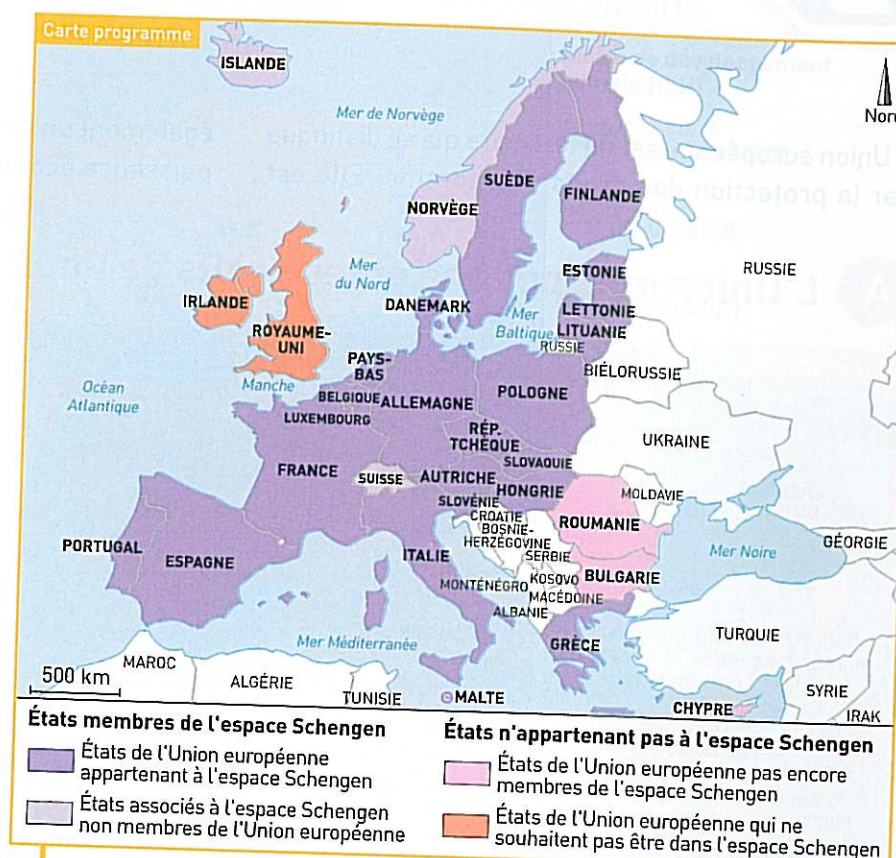 Carte programme
ISLANDE
Nord
Mer de Norvège
SUÈDE
FINLANDE
NORVÈGE
RUSSIE
Mer
du Nord
ESTONIE
IRLANDE
DANEMARK
LETTONIE
Mer
Baltique
LITUANIE
ROYAUME-
UNI
RUSSIE
PAYS-
BAS
BIÉLORUSSIE
Océan
Atlantique
Manche
BELGIQUE
ALLEMAGNE
POLOGNE
LUXEMBOURG
RÉP.
TCHÈQUE
UKRAINE
SLOVAQUIE
FRANCE
SUISSE
AUTRICHE
HONGRIE
MOLDAVIE
SLOVÉNIE
CROATIE
ROUMANIE
BOSNIE-
HERZÉGOVINE
PORTUGAL
ESPAGNE
ITALIE
SERBIE
Mer Noire
GÉORGIE
MONTÉNÉGRO
KOSOVO
BULGARIE
MACÉDOINE
ALBANIE
Mer Méditerranée
GRÈCE
TURQUIE
MAROC
500 km
ALGÉRIE
TUNISIE
MALTE
CHYPRE
SYRIE
IRAK
États membres de l'espace Schengen
États de l'Union européenne
appartenant à l'espace Schengen
États associés à l'espace Schengen
non membres de l'Union européenne
États n'appartenant pas à l'espace Schengen
États de l'Union européenne pas encore
membres de l'espace Schengen
États de l'Union européenne qui ne
souhaitent pas être dans l'espace Schengen